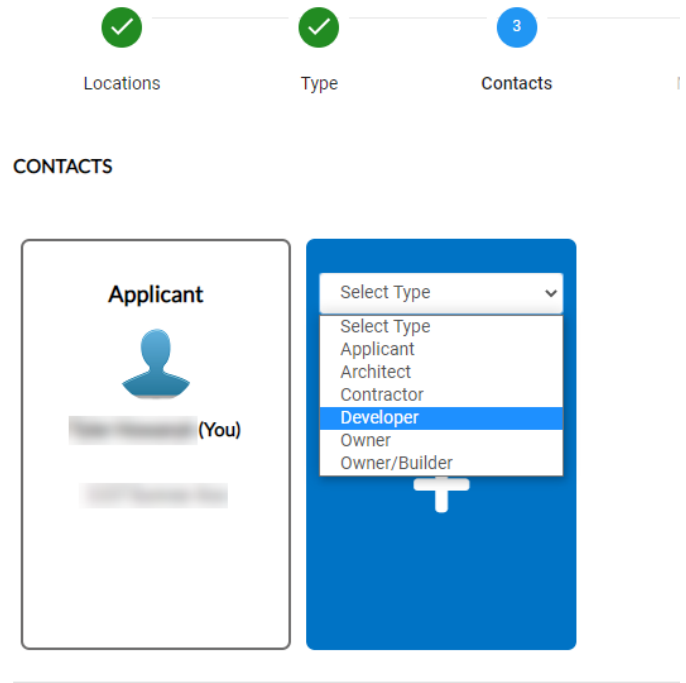 3
Locations
Type
Contacts
CONTACTS
Applicant
(You)
Select Type
Select Type
Applicant
Architect
Contractor
Developer
Owner
Owner/Builder